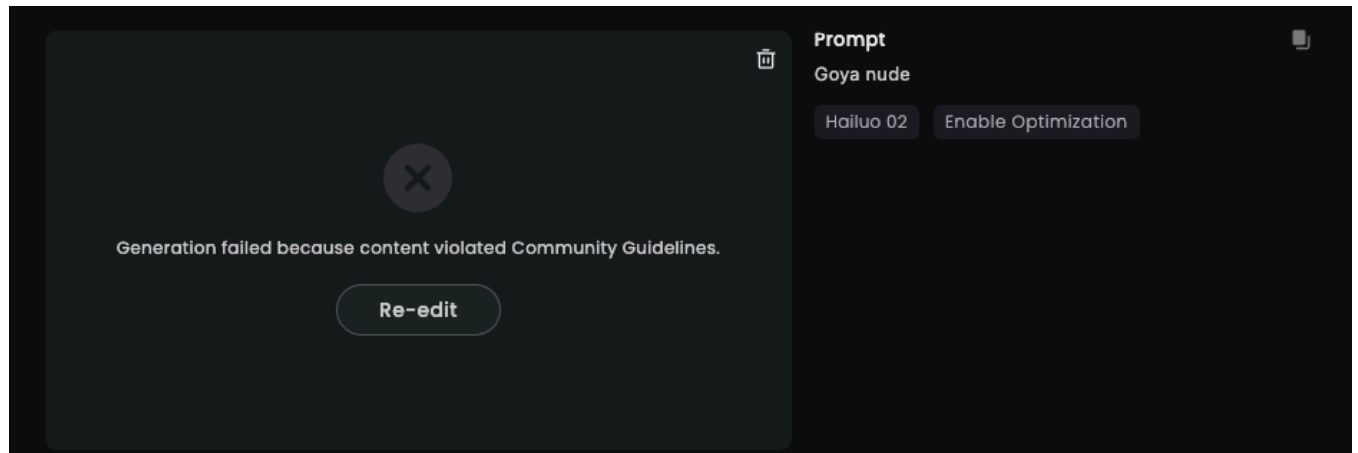 Prompt
Goya nude
Hailuo 02 Enable Optimization
Generation failed because content violated Community Guidelines.
Re-edit